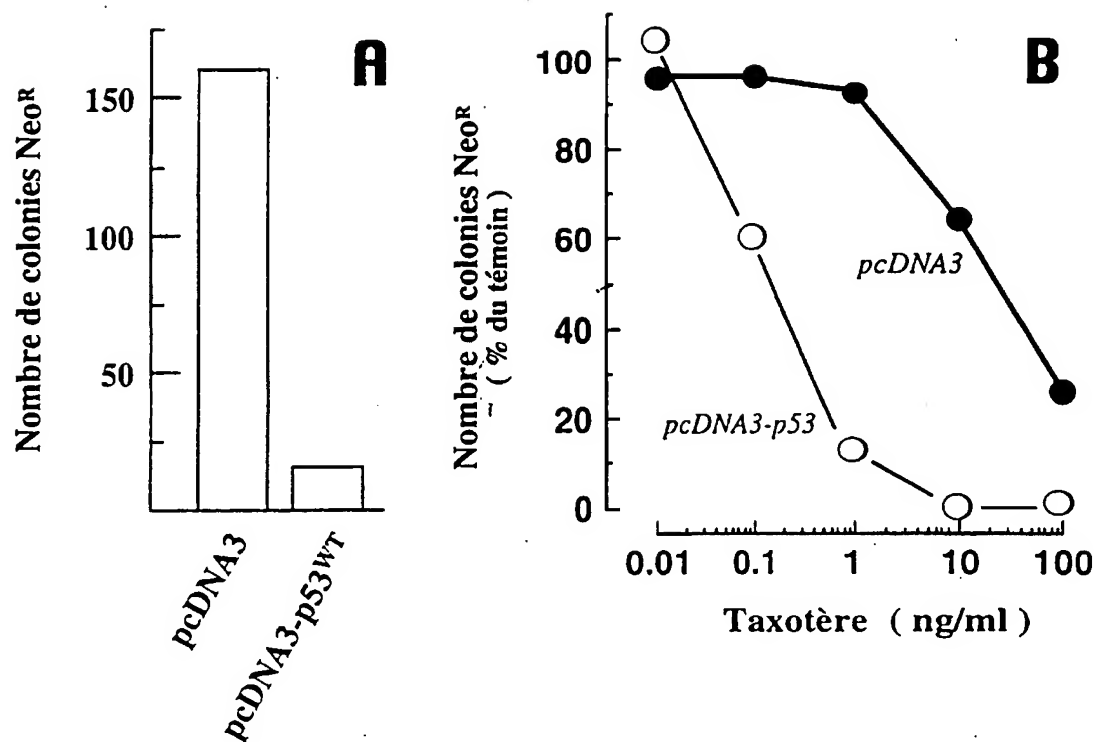 A
Nombre de colonies Neoᴿ
150
100
50
pcDNA3
pcDNA3-p53ᵂᵀ
B
Nombre de colonies Neoᴿ
( % du témoin )
100
80
60
40
20
0
pcDNA3
pcDNA3-p53
0.01 0.1 1 10 100
Taxotère ( ng/ml )